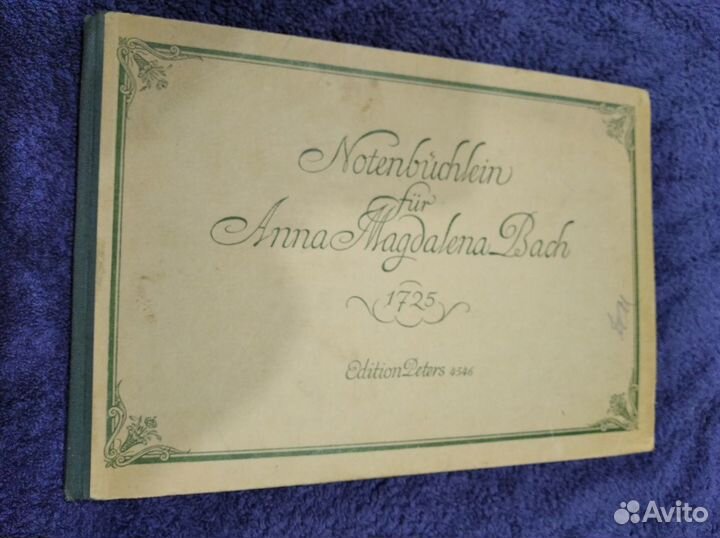 Notenbüchlein
für
Anna Magdalena Bach
1725
Edition Peters 4546
Avito